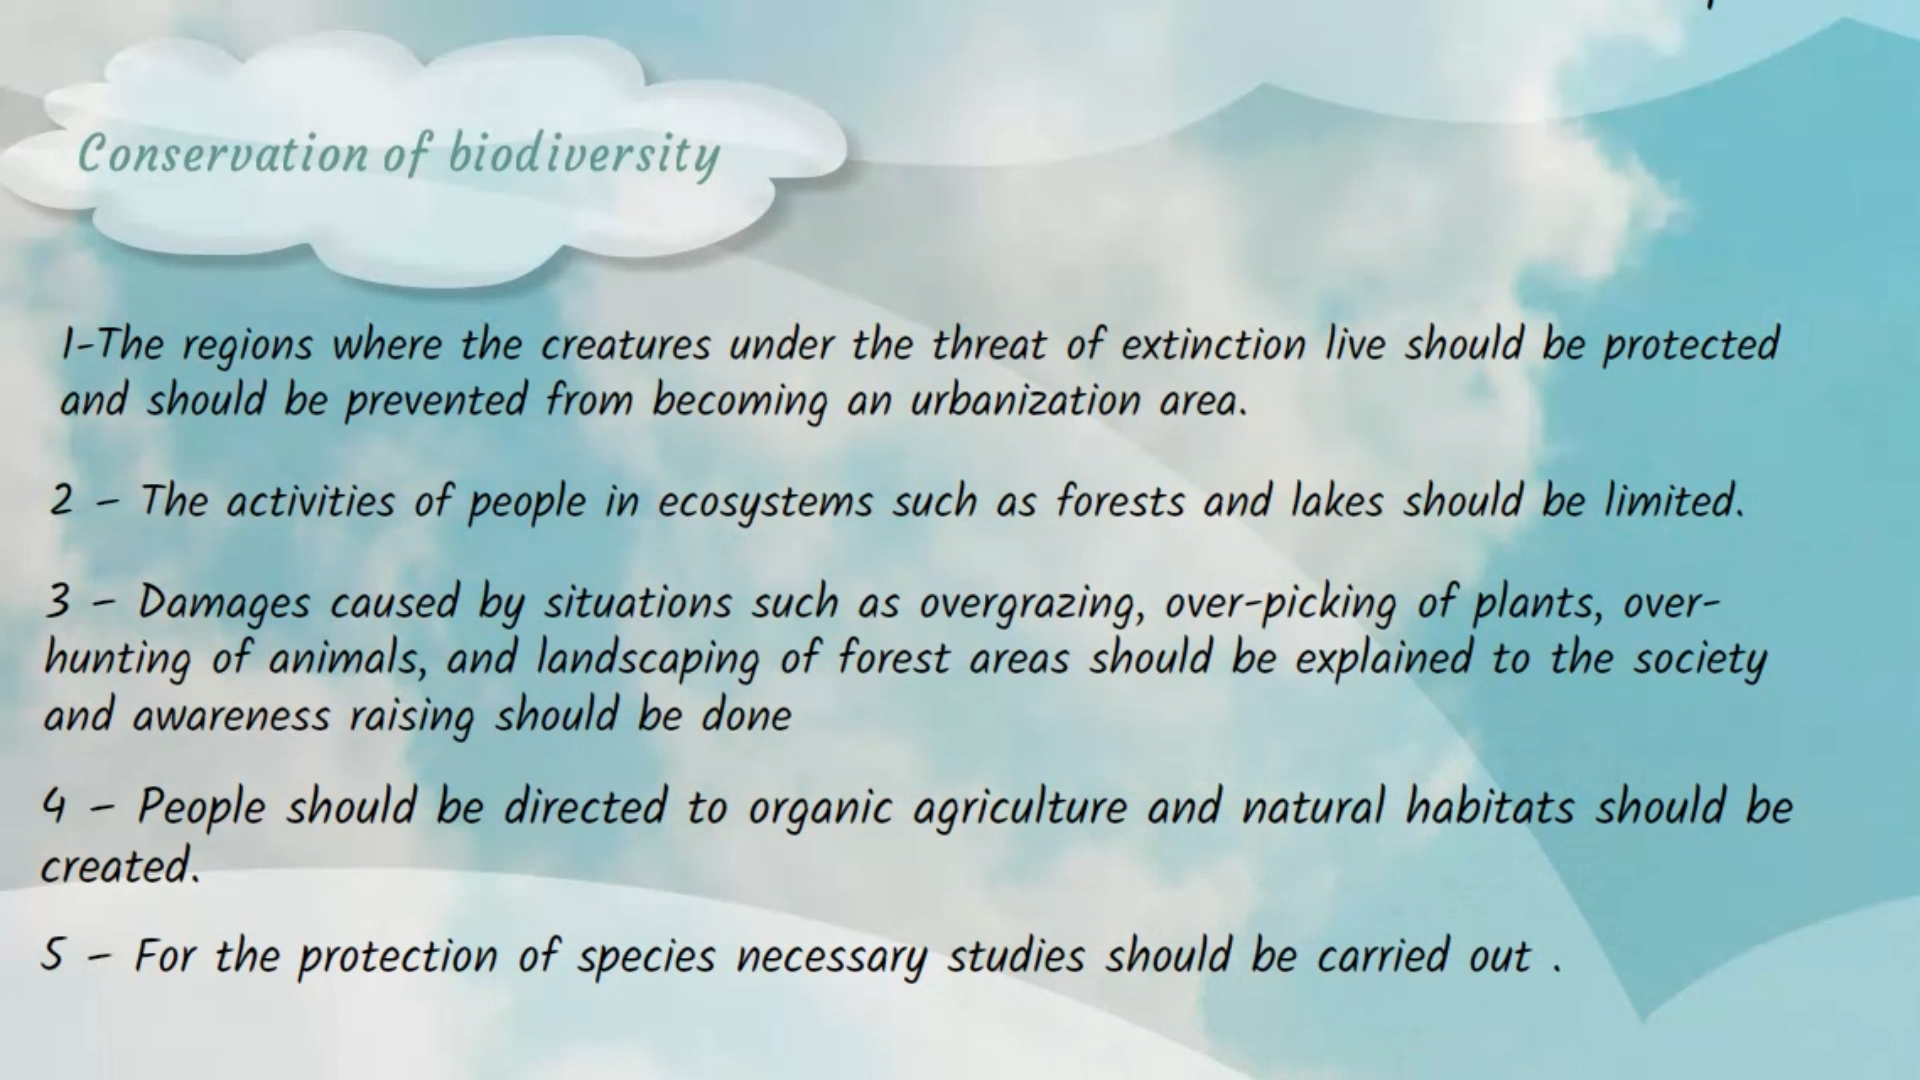 Conservation of biodiversity
1-The regions where the creatures under the threat of extinction live should be protected
and should be prevented from becoming an urbanization area.
2 – The activities of people in ecosystems such as forests and lakes should be limited.
3 – Damages caused by situations such as overgrazing, over-picking of plants, over-
hunting of animals, and landscaping of forest areas should be explained to the society
and awareness raising should be done
4 – People should be directed to organic agriculture and natural habitats should be
created.
5 – For the protection of species necessary studies should be carried out .